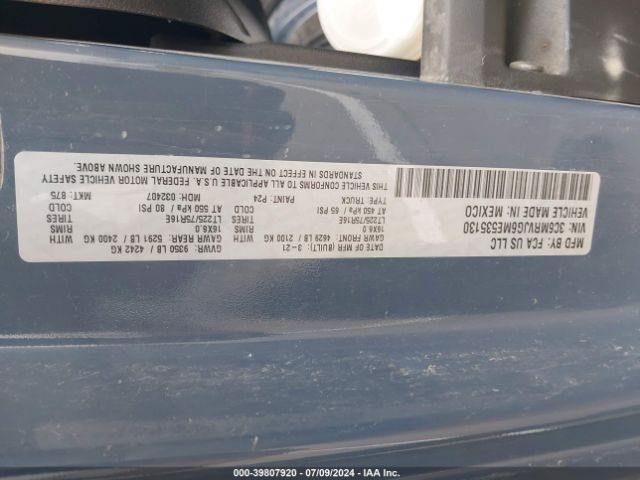 MFD BY: FCA US LLC
DATE OF MFR (BUILT): 3-21
GVWR: 9350 LB 4242 KG
GAWR FRONT: 4629 LB 2100 KG
GAWR REAR: 5291 LB 2400 KG
WITH 16X6.0 RIMS
WITH 16X6.0 RIMS
LT225/75R16E TIRES
LT225/75R16E TIRES
AT 450 kPa / 65 PSI COLD
AT 550 kPa / 80 PSI COLD
THIS VEHICLE CONFORMS TO ALL APPLICABLE U.S.A. FEDERAL MOTOR VEHICLE SAFETY
STANDARDS IN EFFECT ON THE DATE OF MANUFACTURE SHOWN ABOVE.
VIN: 3C6MRVJG6ME535130
TYPE: TRUCK
PAINT: P24
MDH: 032407
MKT: 875
VEHICLE MADE IN: MEXICO
000-39807920 / 07/09/2024 - IAA Inc.